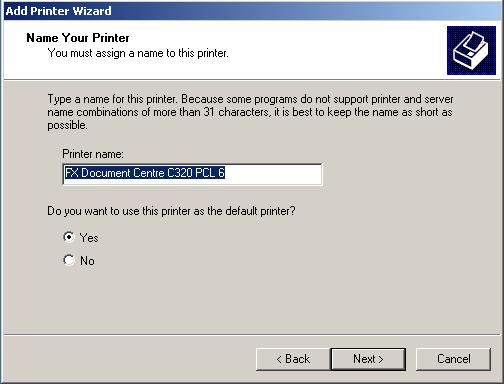 Add Printer Wizard
Name Your Printer
You must assign a name to this printer.
Type a name for this printer. Because some programs do not support printer and server
name combinations of more than 31 characters, it is best to keep the name as short as
possible.
Printer name:
FX Document Centre C320 PCL 6
Do you want to use this printer as the default printer?
Yes
No
< Back
Next >
Cancel